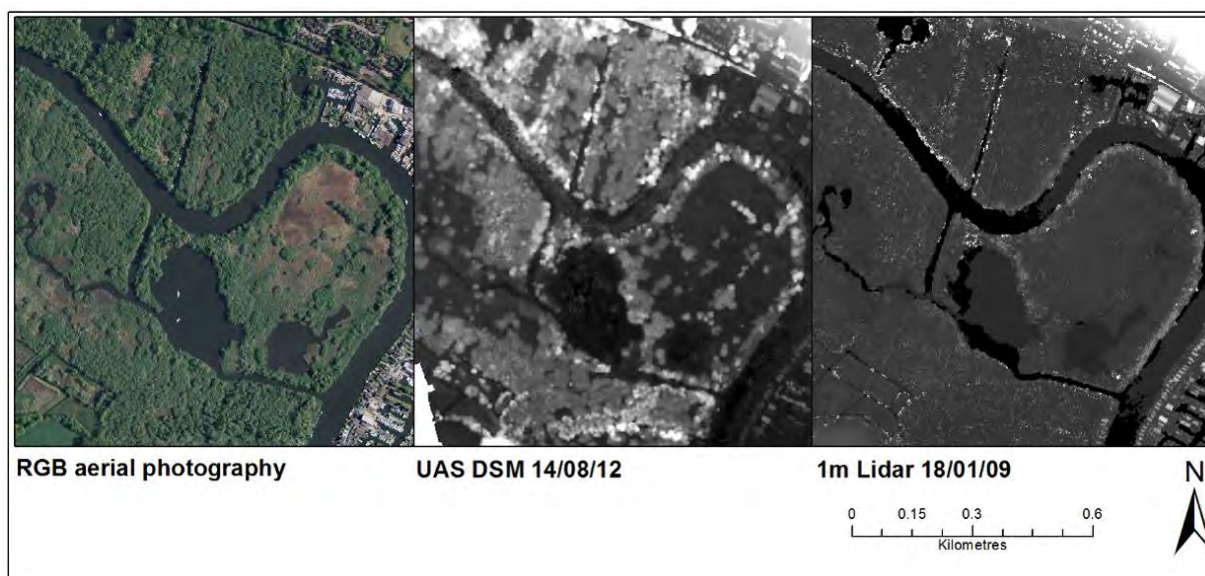 RGB aerial photography
UAS DSM 14/08/12
1m Lidar 18/01/09
N
0 0.15 0.3 0.6
Kilometres